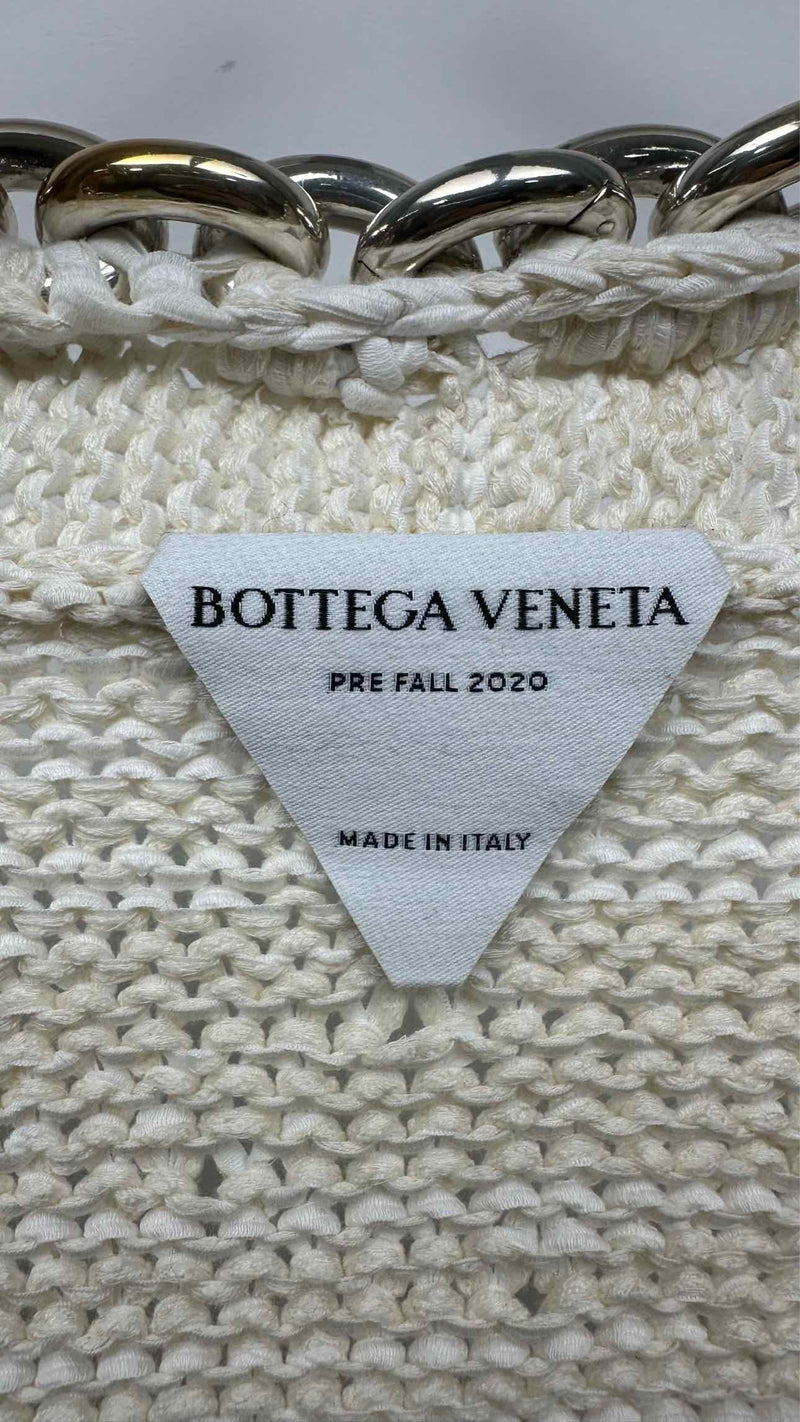 BOTTEGA VENETA
PRE FALL 2020
MADE IN ITALY